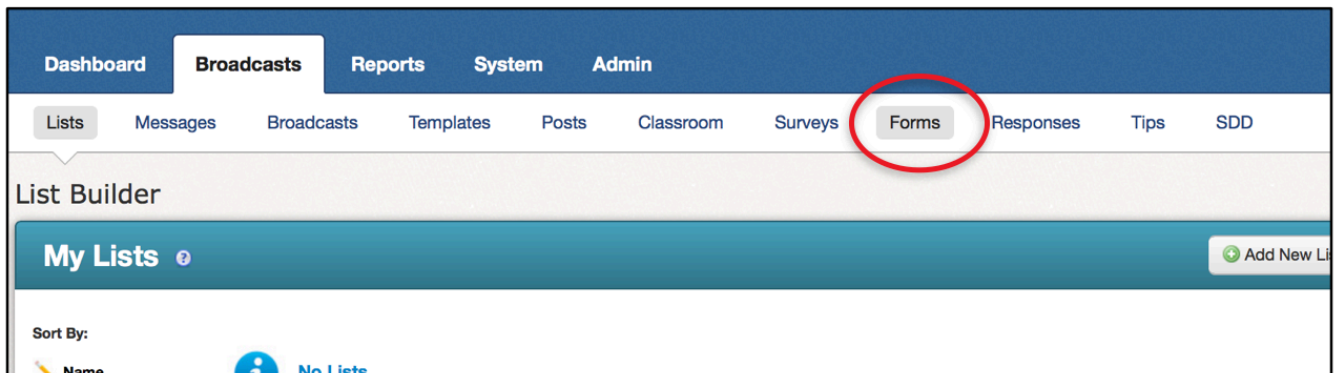 Dashboard Broadcasts Reports System Admin
Lists Messages Broadcasts Templates Posts Classroom Surveys Forms Responses Tips SDD
List Builder
My Lists ?
Add New Li
Sort By:
Name
No Lists